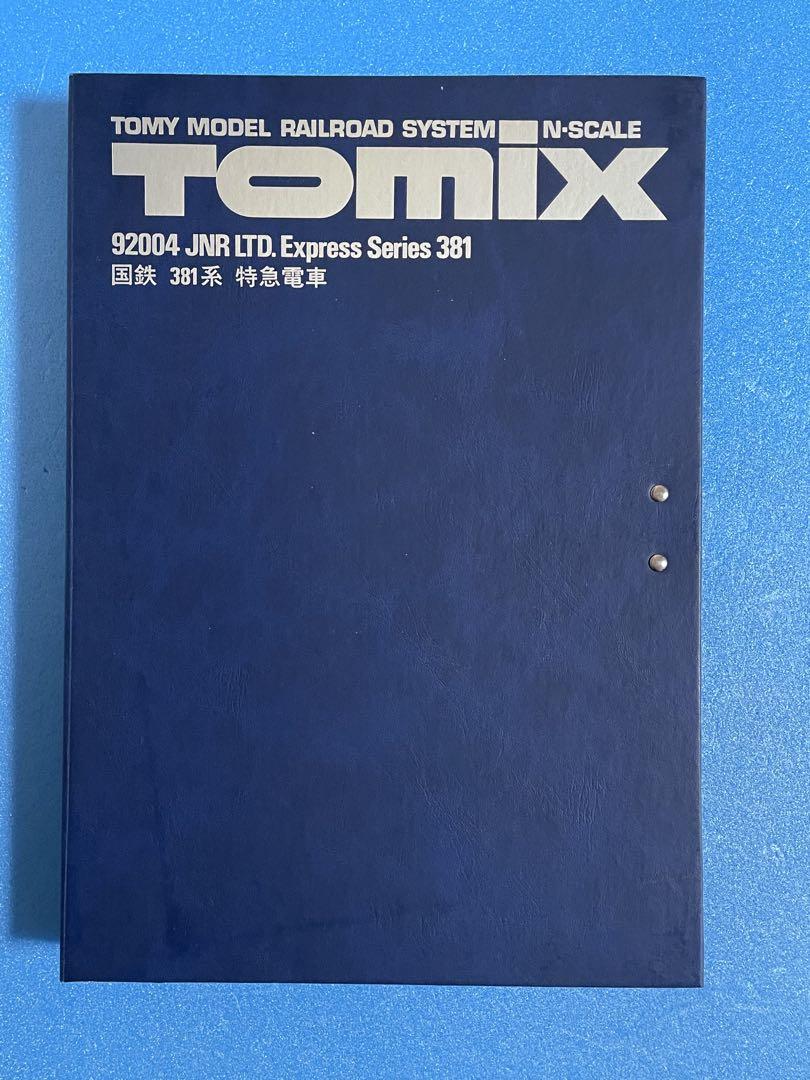 TOMY MODEL RAILROAD SYSTEM N-SCALE
TOMIX
92004 JNR LTD. Express Series 381
国鉄 381系 特急電車